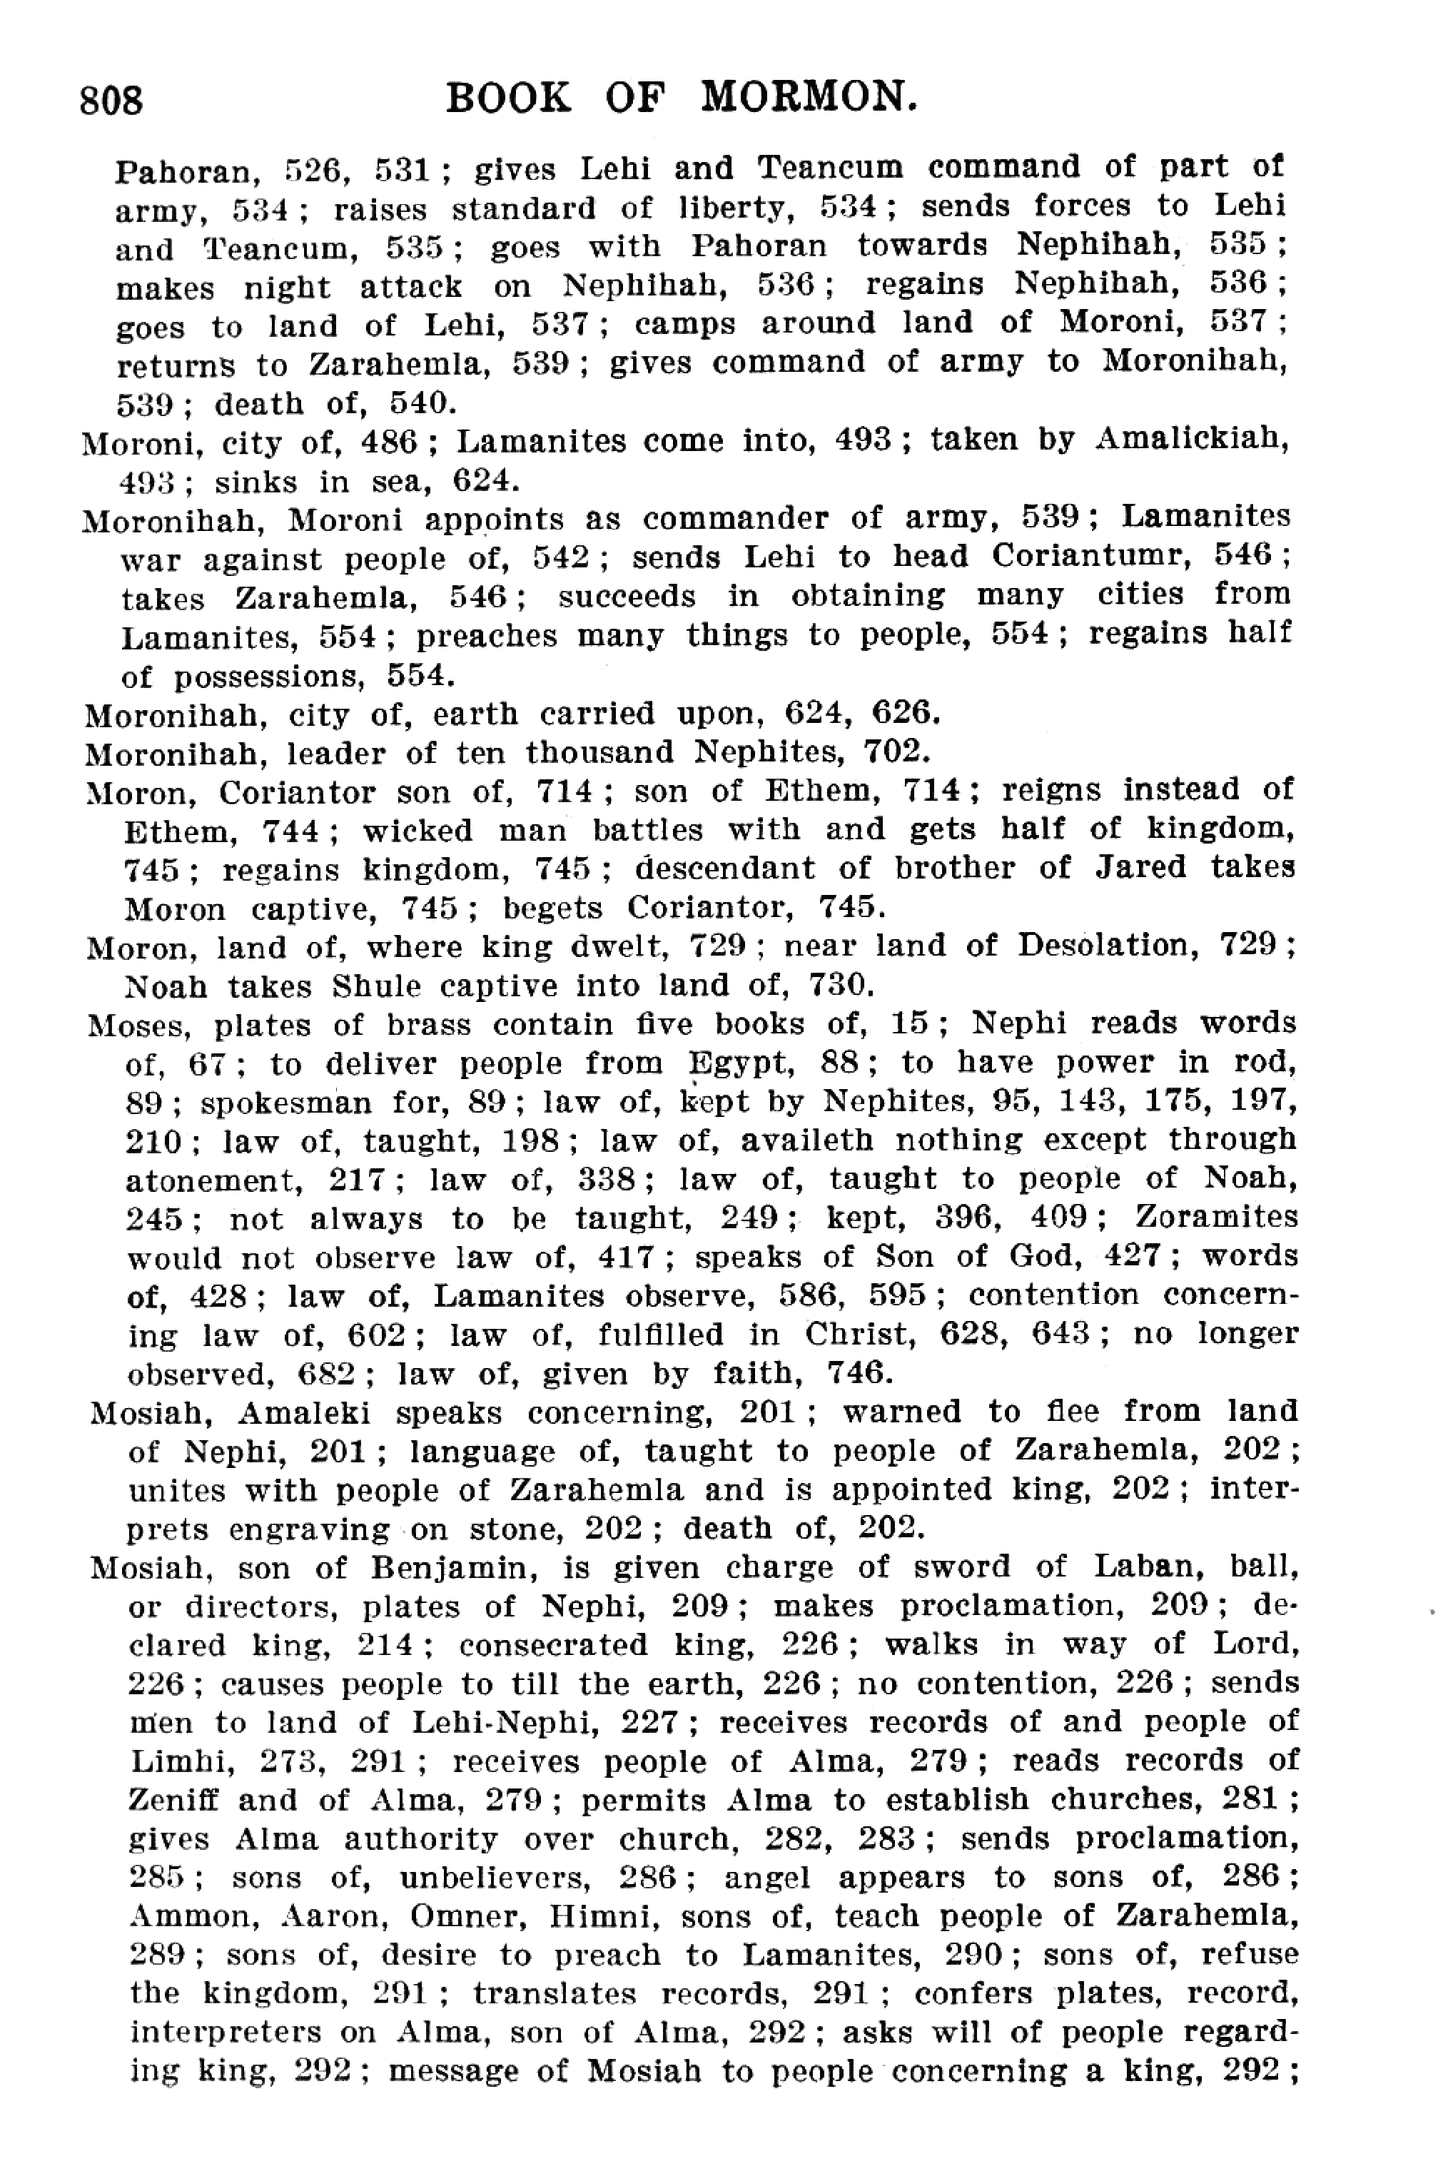 808 BOOK OF MORMON.
Pahoran, 526, 531 ; gives Lehi and Teancum command of part of
army, 534 ; raises standard of liberty, 534 ; sends forces to Lehi
and Teancum, 535 ; goes with Pahoran towards Nephihah, 535 ;
makes night attack on Nephihah, 536 ; regains Nephihah, 536 ;
goes to land of Lehi, 537 ; camps around land of Moroni, 537 ;
returns to Zarahemla, 539 ; gives command of army to Moronihah,
539 ; death of, 540.
Moroni, city of, 486 ; Lamanites come into, 493 ; taken by Amalickiah,
493 ; sinks in sea, 624.
Moronihah, Moroni appoints as commander of army, 539 ; Lamanites
war against people of, 542 ; sends Lehi to head Coriantumr, 546 ;
takes Zarahemla, 546 ; succeeds in obtaining many cities from
Lamanites, 554 ; preaches many things to people, 554 ; regains half
of possessions, 554.
Moronihah, city of, earth carried upon, 624, 626.
Moronihah, leader of ten thousand Nephites, 702.
Moron, Coriantor son of, 714 ; son of Ethem, 714 ; reigns instead of
Ethem, 744 ; wicked man battles with and gets half of kingdom,
745 ; regains kingdom, 745 ; descendant of brother of Jared takes
Moron captive, 745 ; begets Coriantor, 745.
Moron, land of, where king dwelt, 729 ; near land of Desolation, 729 ;
Noah takes Shule captive into land of, 730.
Moses, plates of brass contain five books of, 15 ; Nephi reads words
of, 67 ; to deliver people from Egypt, 88 ; to have power in rod,
89 ; spokesman for, 89 ; law of, kept by Nephites, 95, 143, 175, 197,
210 ; law of, taught, 198 ; law of, availeth nothing except through
atonement, 217 ; law of, 338 ; law of, taught to people of Noah,
245 ; not always to be taught, 249 ; kept, 396, 409 ; Zoramites
would not observe law of, 417 ; speaks of Son of God, 427 ; words
of, 428 ; law of, Lamanites observe, 586, 595 ; contention concern-
ing law of, 602 ; law of, fulfilled in Christ, 628, 643 ; no longer
observed, 682 ; law of, given by faith, 746.
Mosiah, Amaleki speaks concerning, 201 ; warned to flee from land
of Nephi, 201 ; language of, taught to people of Zarahemla, 202 ;
unites with people of Zarahemla and is appointed king, 202 ; inter-
prets engraving on stone, 202 ; death of, 202.
Mosiah, son of Benjamin, is given charge of sword of Laban, ball,
or directors, plates of Nephi, 209 ; makes proclamation, 209 ; de-
clared king, 214 ; consecrated king, 226 ; walks in way of Lord,
226 ; causes people to till the earth, 226 ; no contention, 226 ; sends
men to land of Lehi-Nephi, 227 ; receives records of and people of
Limhi, 273, 291 ; receives people of Alma, 279 ; reads records of
Zeniff and of Alma, 279 ; permits Alma to establish churches, 281 ;
gives Alma authority over church, 282, 283 ; sends proclamation,
285 ; sons of, unbelievers, 286 ; angel appears to sons of, 286 ;
Ammon, Aaron, Omner, Himni, sons of, teach people of Zarahemla,
289 ; sons of, desire to preach to Lamanites, 290 ; sons of, refuse
the kingdom, 291 ; translates records, 291 ; confers plates, record,
interpreters on Alma, son of Alma, 292 ; asks will of people regard-
ing king, 292 ; message of Mosiah to people concerning a king, 292 ;